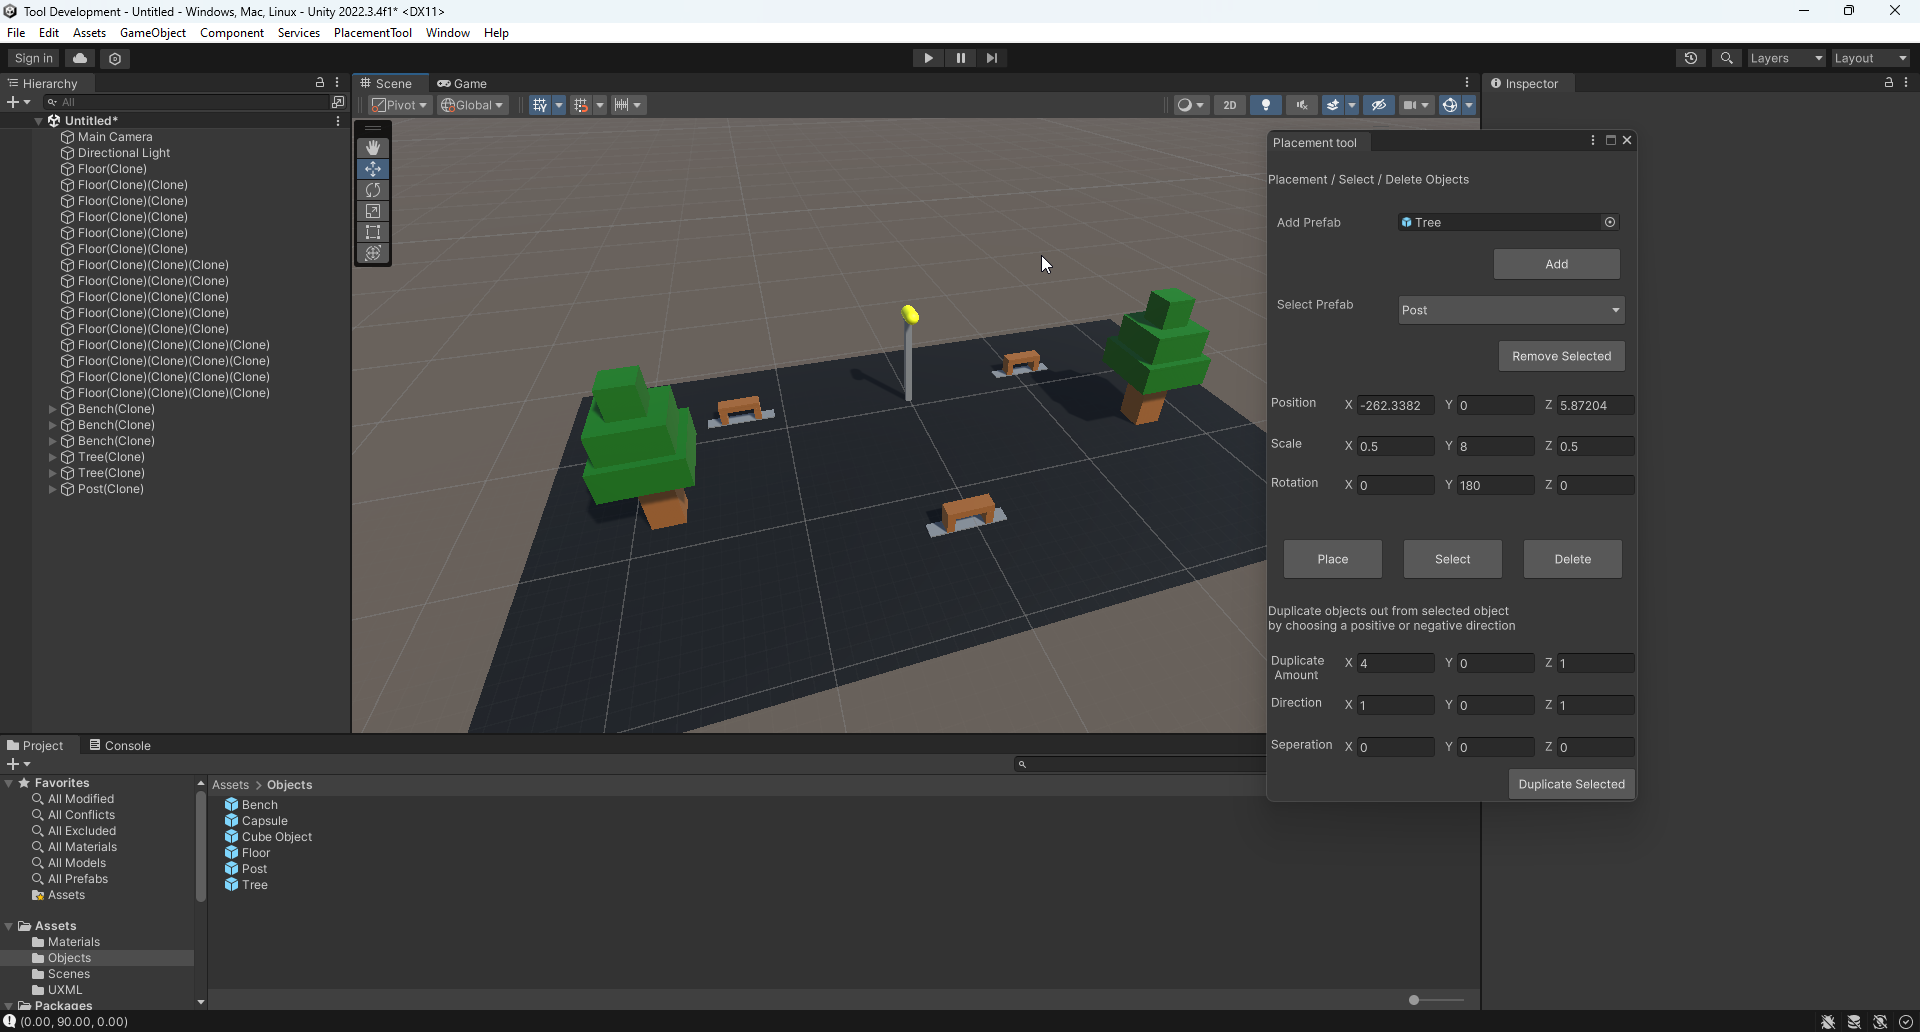 Tool Development - Untitled - Windows, Mac, Linux - Unity 2022.3.4f1* <DX11>
File Edit Assets GameObject Component Services PlacementTool Window Help
Sign in
Layers
Layout
Hierarchy
All
Untitled*
Main Camera
Directional Light
Floor(Clone)
Floor(Clone)(Clone)
Floor(Clone)(Clone)
Floor(Clone)(Clone)
Floor(Clone)(Clone)
Floor(Clone)(Clone)
Floor(Clone)(Clone)(Clone)
Floor(Clone)(Clone)(Clone)
Floor(Clone)(Clone)(Clone)
Floor(Clone)(Clone)(Clone)
Floor(Clone)(Clone)(Clone)
Floor(Clone)(Clone)(Clone)(Clone)
Floor(Clone)(Clone)(Clone)(Clone)
Floor(Clone)(Clone)(Clone)(Clone)
Floor(Clone)(Clone)(Clone)(Clone)
Bench(Clone)
Bench(Clone)
Bench(Clone)
Tree(Clone)
Tree(Clone)
Post(Clone)
Scene Game
Pivot Global 2D
Inspector
Placement tool
Placement / Select / Delete Objects
Add Prefab Tree
Add
Select Prefab Post
Remove Selected
Position X -262.3382 Y 0 Z 5.87204
Scale X 0.5 Y 8 Z 0.5
Rotation X 0 Y 180 Z 0
Place Select Delete
Duplicate objects out from selected object
by choosing a positive or negative direction
Duplicate Amount X 4 Y 0 Z 1
Direction X 1 Y 0 Z 1
Seperation X 0 Y 0 Z 0
Duplicate Selected
Project Console
Favorites
All Modified
All Conflicts
All Excluded
All Materials
All Models
All Prefabs
Assets
Assets
Materials
Objects
Scenes
UXML
Packages
Assets > Objects
Bench
Capsule
Cube Object
Floor
Post
Tree
(0.00, 90.00, 0.00)